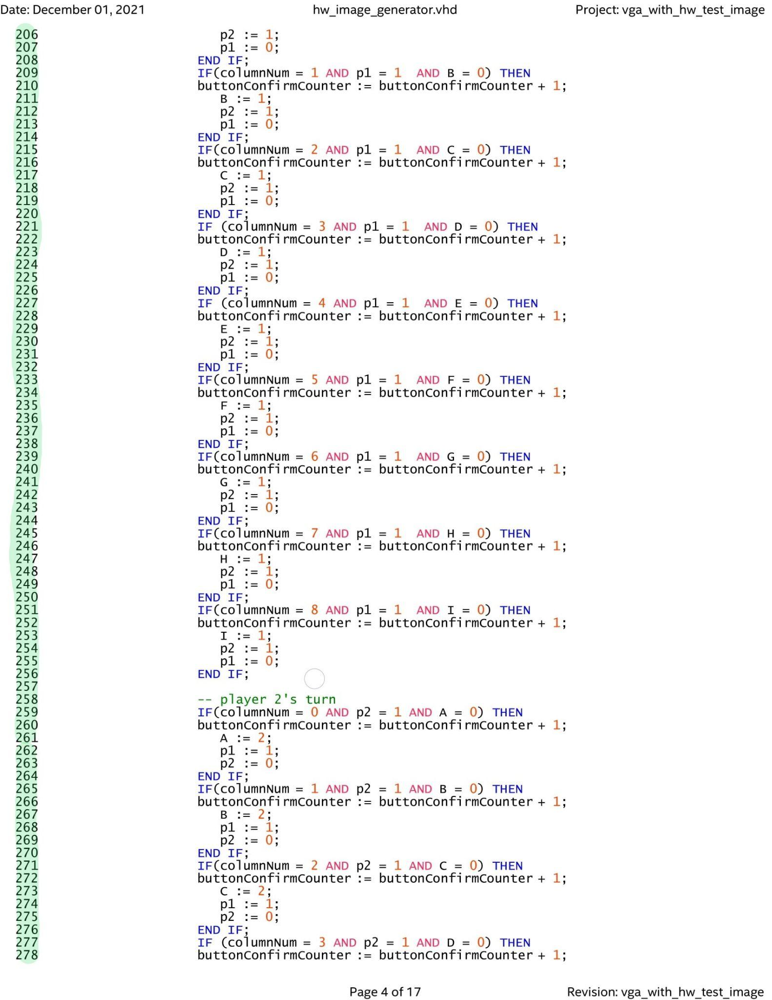 Date: December 01, 2021 hw_image_generator.vhd Project: vga_with_hw_test_image
206 p2 := 1;
207 p1 := 0;
208 END IF;
209 IF(columnNum = 1 AND p1 = 1  AND B = 0) THEN
210 buttonConfirmCounter := buttonConfirmCounter + 1;
211 B := 1;
212 p2 := 1;
213 p1 := 0;
214 END IF;
215 IF(columnNum = 2 AND p1 = 1  AND C = 0) THEN
216 buttonConfirmCounter := buttonConfirmCounter + 1;
217 C := 1;
218 p2 := 1;
219 p1 := 0;
220 END IF;
221 IF (columnNum = 3 AND p1 = 1  AND D = 0) THEN
222 buttonConfirmCounter := buttonConfirmCounter + 1;
223 D := 1;
224 p2 := 1;
225 p1 := 0;
226 END IF;
227 IF (columnNum = 4 AND p1 = 1  AND E = 0) THEN
228 buttonConfirmCounter := buttonConfirmCounter + 1;
229 E := 1;
230 p2 := 1;
231 p1 := 0;
232 END IF;
233 IF(columnNum = 5 AND p1 = 1  AND F = 0) THEN
234 buttonConfirmCounter := buttonConfirmCounter + 1;
235 F := 1;
236 p2 := 1;
237 p1 := 0;
238 END IF;
239 IF(columnNum = 6 AND p1 = 1  AND G = 0) THEN
240 buttonConfirmCounter := buttonConfirmCounter + 1;
241 G := 1;
242 p2 := 1;
243 p1 := 0;
244 END IF;
245 IF(columnNum = 7 AND p1 = 1  AND H = 0) THEN
246 buttonConfirmCounter := buttonConfirmCounter + 1;
247 H := 1;
248 p2 := 1;
249 p1 := 0;
250 END IF;
251 IF(columnNum = 8 AND p1 = 1  AND I = 0) THEN
252 buttonConfirmCounter := buttonConfirmCounter + 1;
253 I := 1;
254 p2 := 1;
255 p1 := 0;
256 END IF;
257
258 -- player 2's turn
259 IF(columnNum = 0 AND p2 = 1 AND A = 0) THEN
260 buttonConfirmCounter := buttonConfirmCounter + 1;
261 A := 2;
262 p1 := 1;
263 p2 := 0;
264 END IF;
265 IF(columnNum = 1 AND p2 = 1 AND B = 0) THEN
266 buttonConfirmCounter := buttonConfirmCounter + 1;
267 B := 2;
268 p1 := 1;
269 p2 := 0;
270 END IF;
271 IF(columnNum = 2 AND p2 = 1 AND C = 0) THEN
272 buttonConfirmCounter := buttonConfirmCounter + 1;
273 C := 2;
274 p1 := 1;
275 p2 := 0;
276 END IF;
277 IF (columnNum = 3 AND p2 = 1 AND D = 0) THEN
278 buttonConfirmCounter := buttonConfirmCounter + 1;
Page 4 of 17 Revision: vga_with_hw_test_image